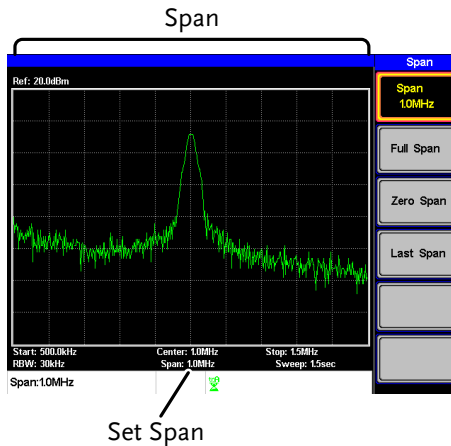 Span
Span
Ref: 20.0dBm
Span
1.0MHz
Full Span
Zero Span
Last Span
Start: 500.0kHz Center: 1.0MHz Stop: 1.5MHz
RBW: 30kHz Span: 1.0MHz Sweep: 1.5sec
Span:1.0MHz
Set Span